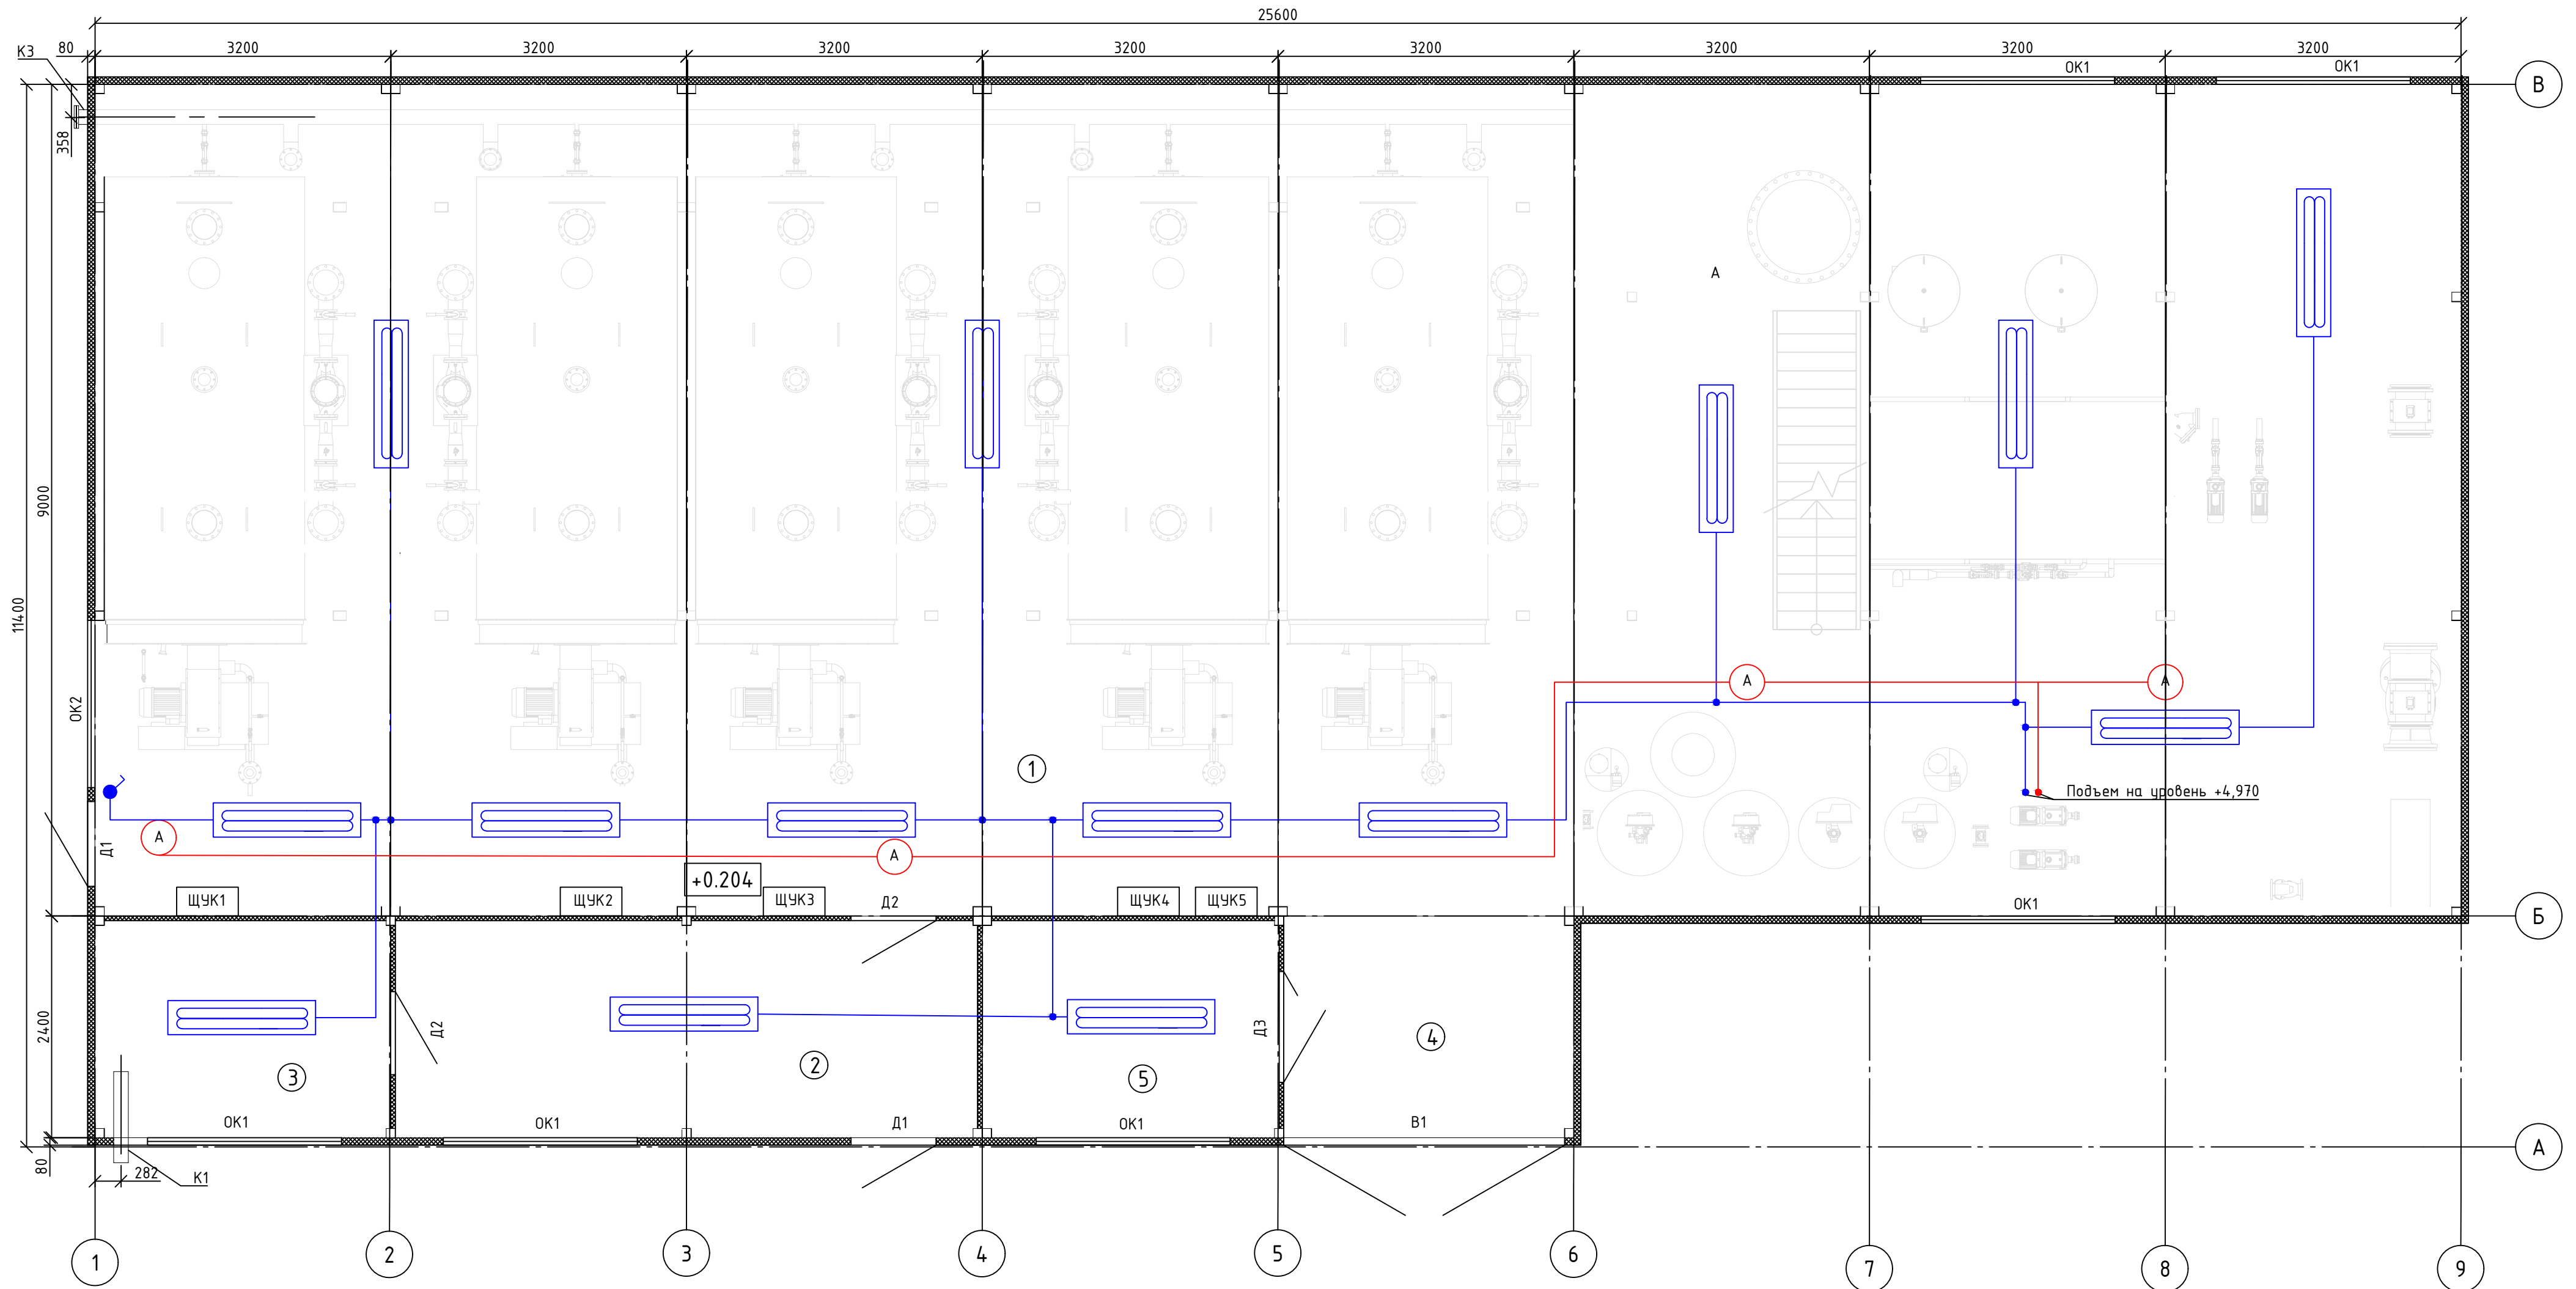 25600
К3
80
3200
3200
3200
3200
3200
3200
3200
3200
ОК1
ОК1
В
358
А
9000
11400
ОК2
А
А
1
Подъем на уровень +4,970
А
А
Д1
+0.204
ЩУК1
ЩУК2
ЩУК3
Д2
ЩУК4
ЩУК5
ОК1
Б
2400
Д2
Д3
4
3
2
5
ОК1
ОК1
Д1
ОК1
В1
А
80
282
К1
1
2
3
4
5
6
7
8
9